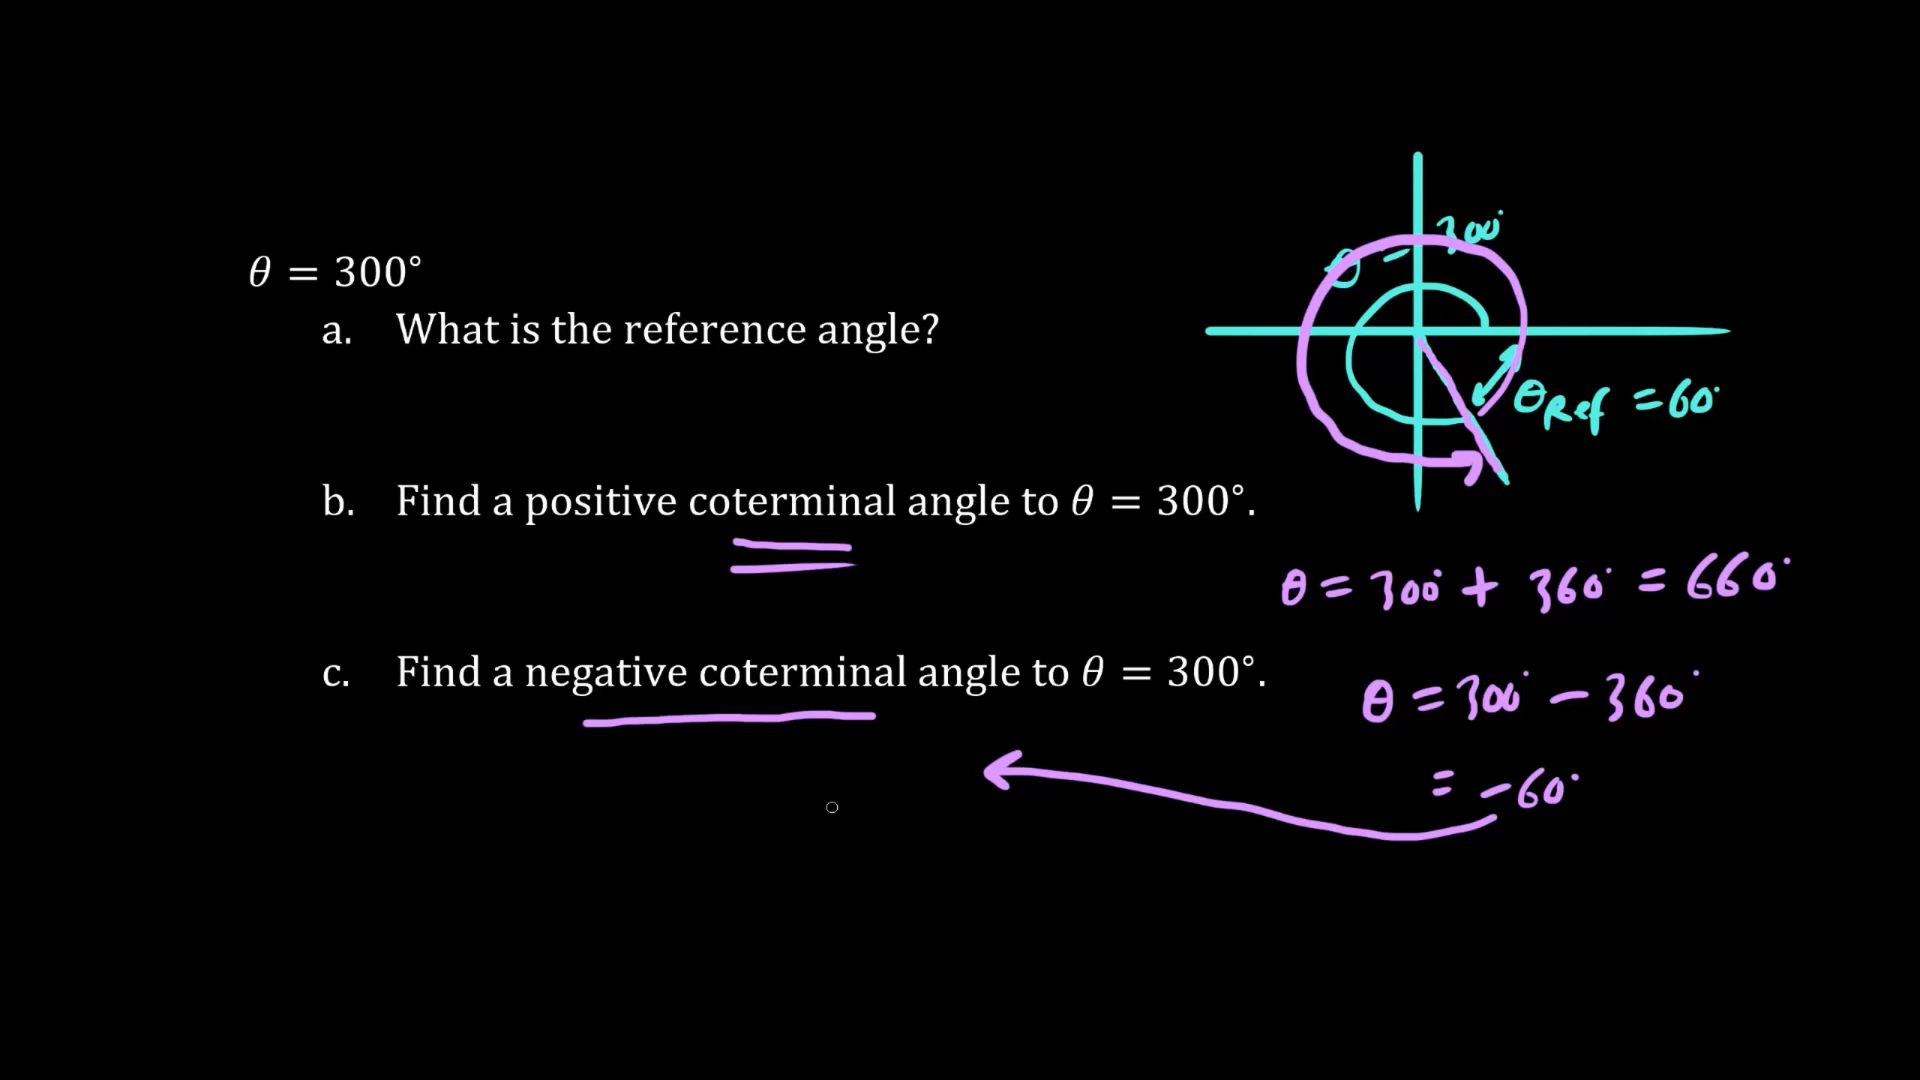 300°
θ =
θ = 300°
a. What is the reference angle?
θRef = 60°
b. Find a positive coterminal angle to θ = 300°.
θ = 300° + 360° = 660°
c. Find a negative coterminal angle to θ = 300°.
θ = 300° − 360°
= −60°